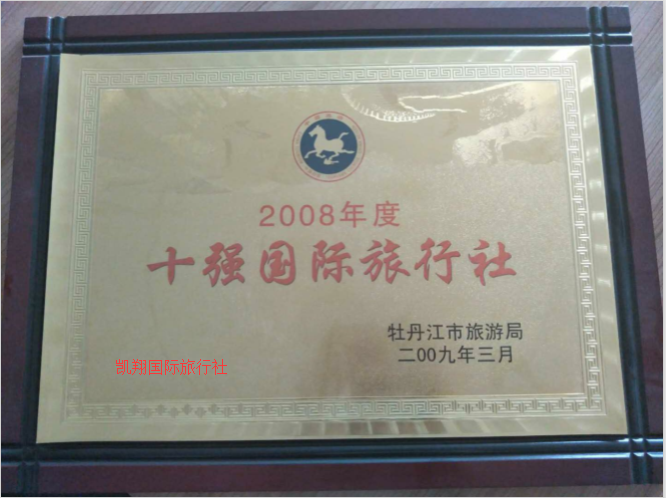 2008年度
十强国际旅行社
牡丹江市旅游局
二00九年三月
凯翔国际旅行社